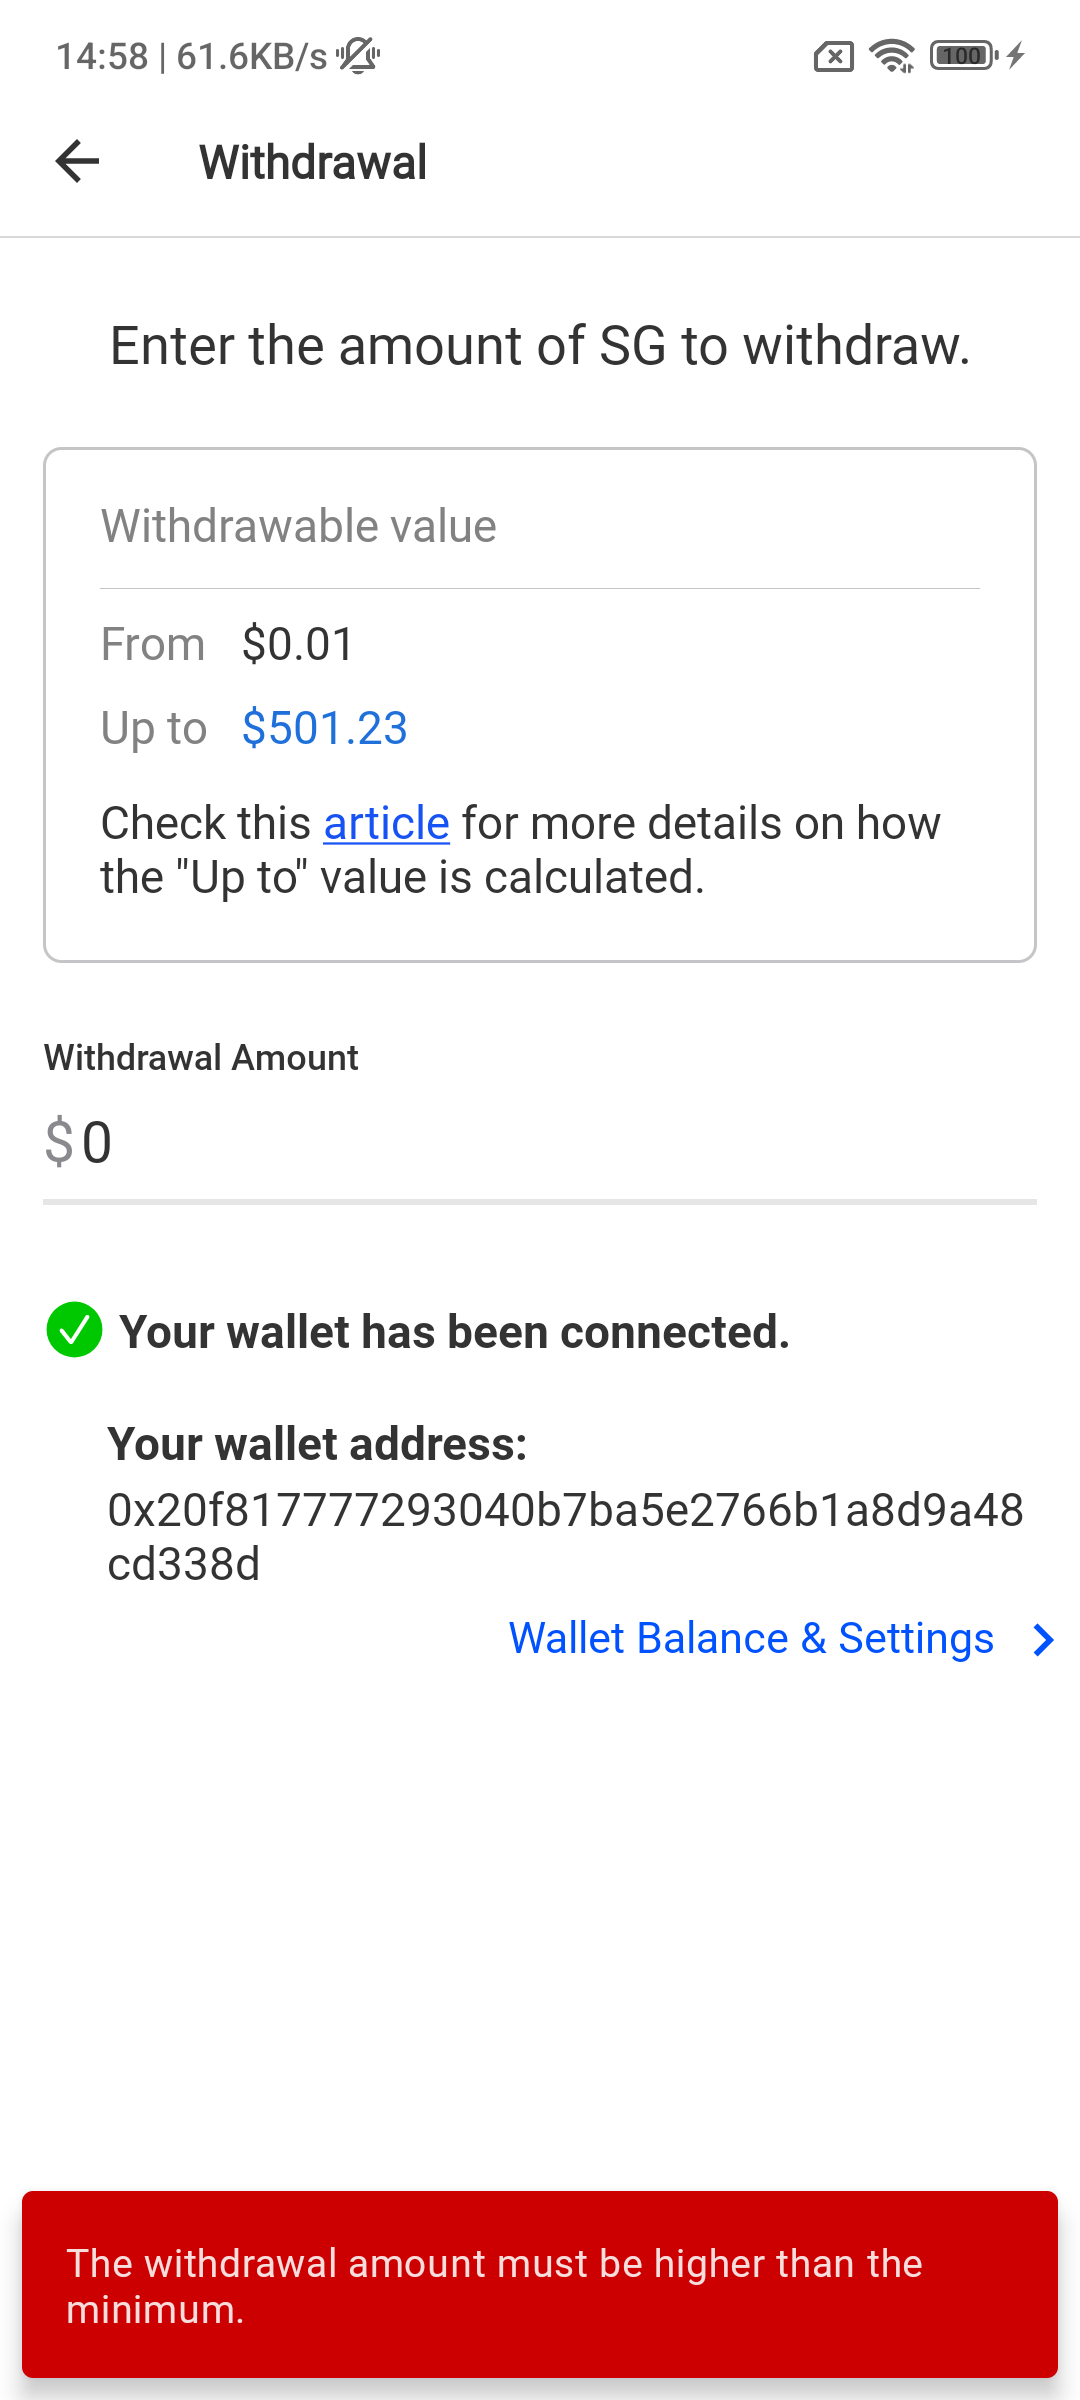 14:58 | 61.6KB/s
100
Withdrawal
Enter the amount of SG to withdraw.
Withdrawable value
From $0.01
Up to $501.23
Check this article for more details on how
the "Up to" value is calculated.
Withdrawal Amount
$0
Your wallet has been connected.
Your wallet address:
0x20f817777293040b7ba5e2766b1a8d9a48
cd338d
Wallet Balance & Settings
The withdrawal amount must be higher than the
minimum.